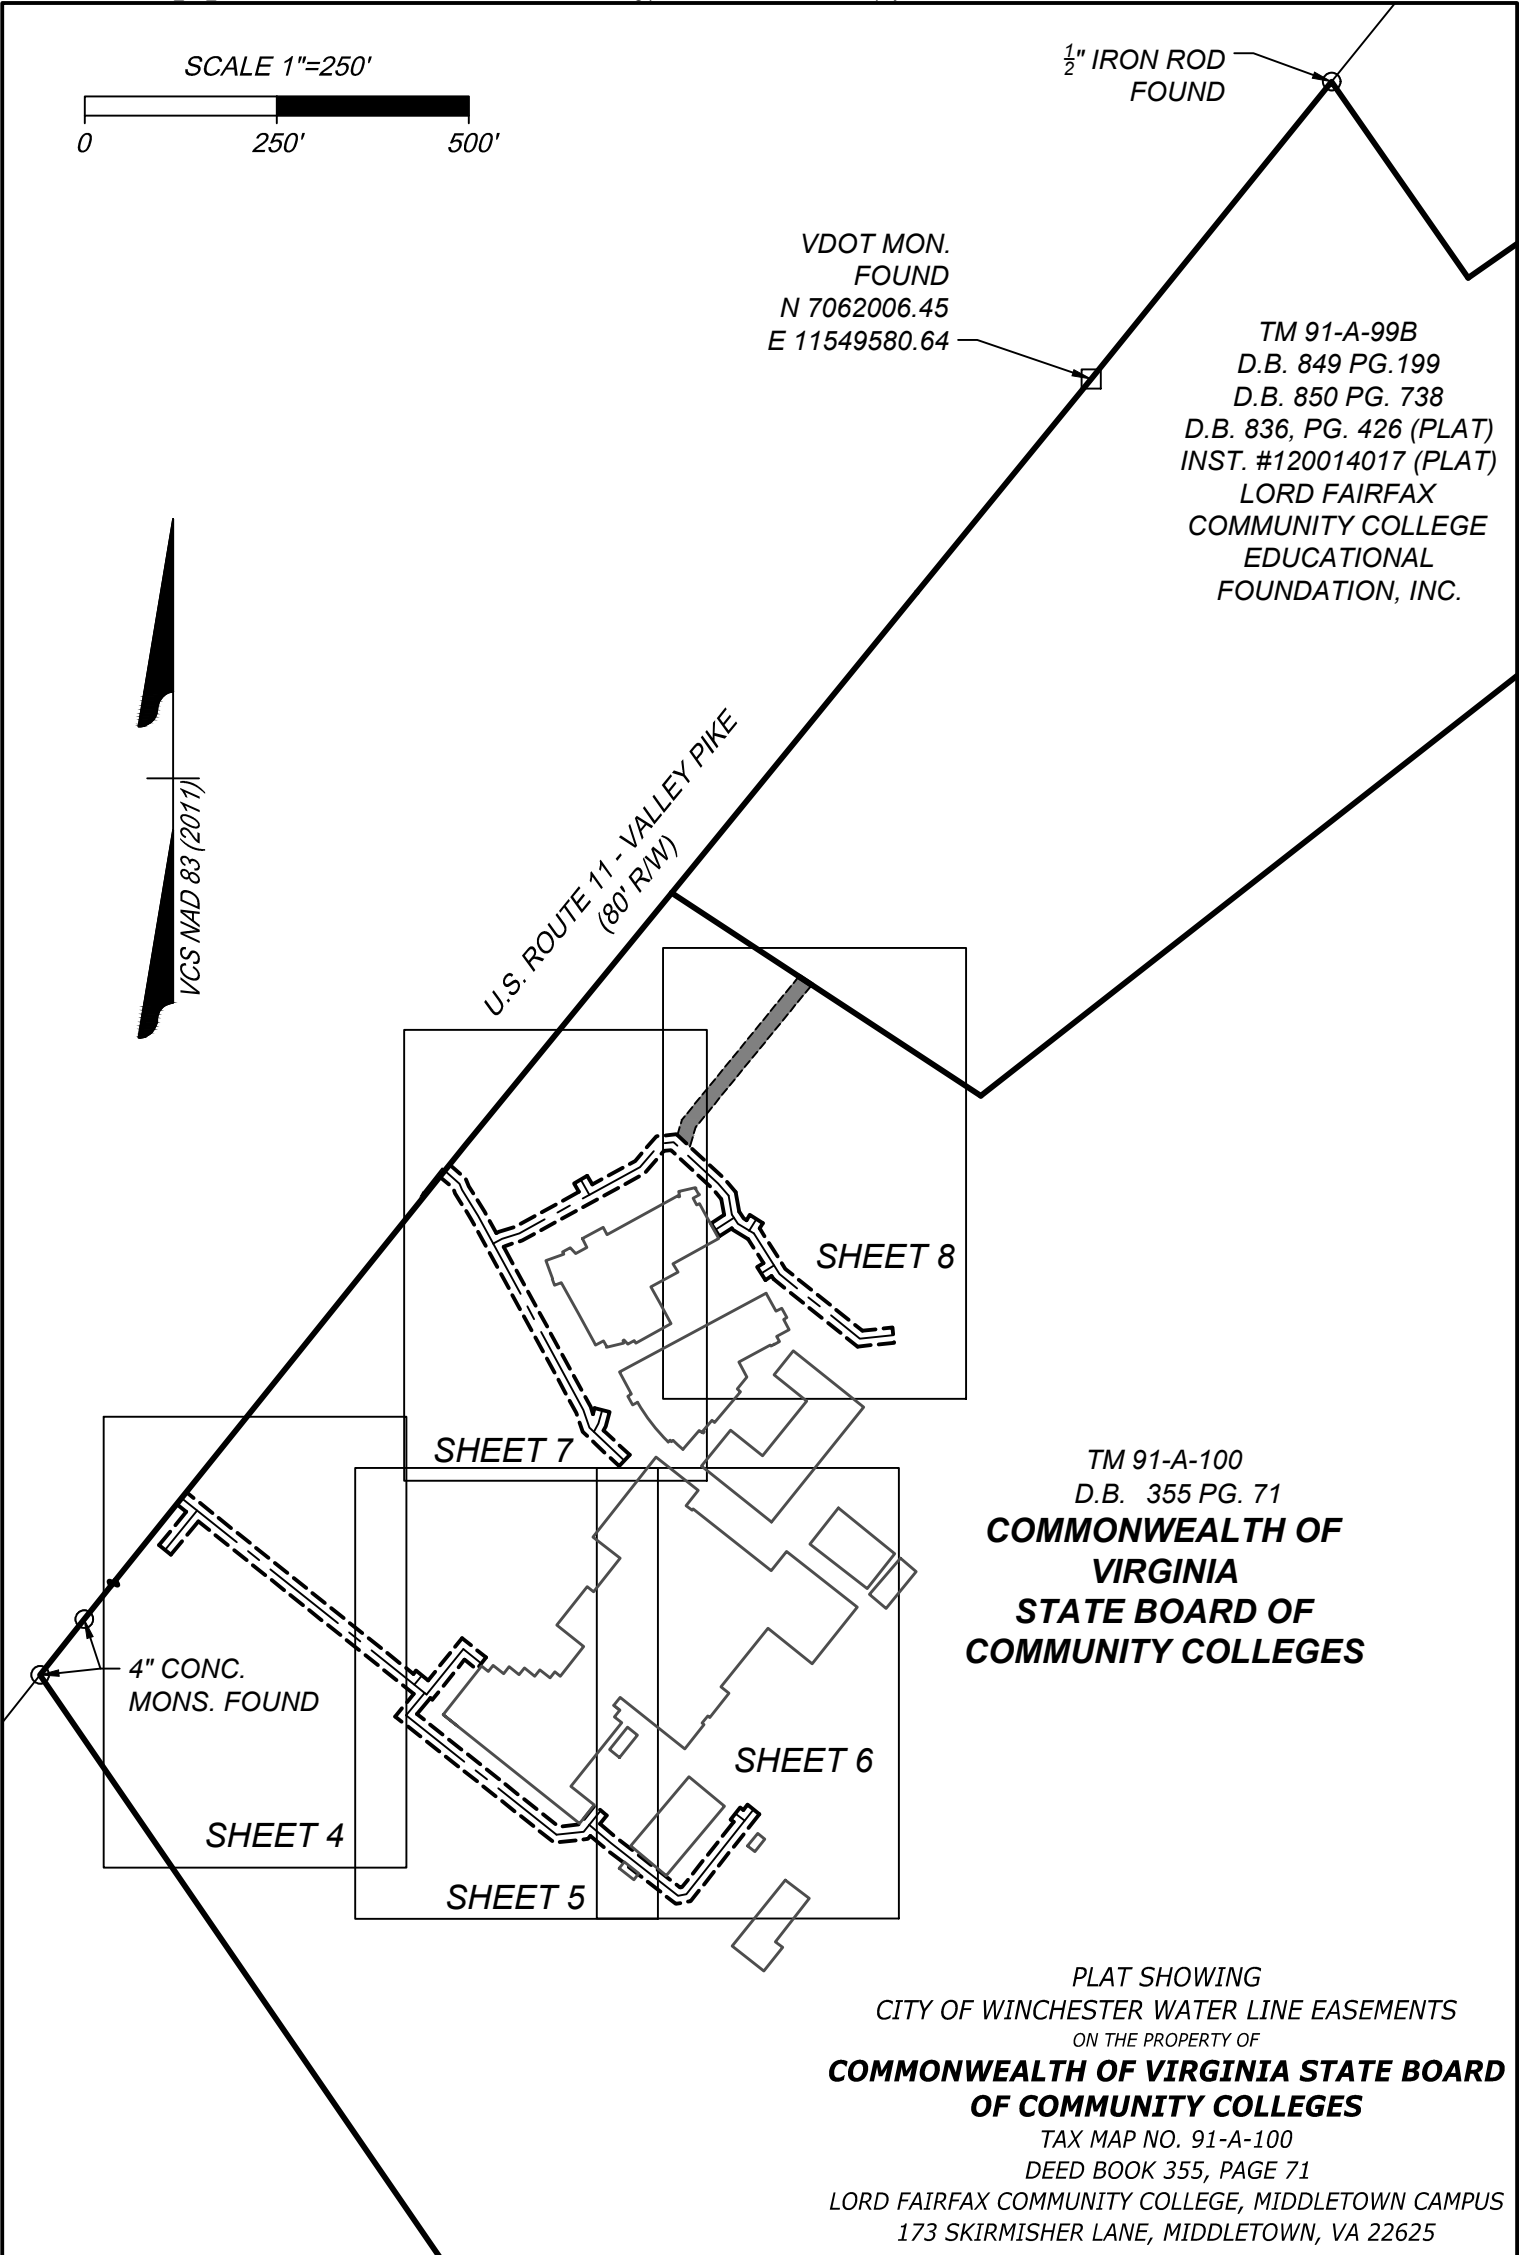 SCALE 1"=250'
0
250'
500'
½" IRON ROD
FOUND
VDOT MON.
FOUND
N 7062006.45
E 11549580.64
TM 91-A-99B
D.B. 849 PG.199
D.B. 850 PG. 738
D.B. 836, PG. 426 (PLAT)
INST. #120014017 (PLAT)
LORD FAIRFAX
COMMUNITY COLLEGE
EDUCATIONAL
FOUNDATION, INC.
VCS NAD 83 (2011)
U.S. ROUTE 11 - VALLEY PIKE
(80' R/W)
SHEET 8
SHEET 7
TM 91-A-100
D.B. 355 PG. 71
COMMONWEALTH OF
VIRGINIA
STATE BOARD OF
COMMUNITY COLLEGES
4" CONC.
MONS. FOUND
SHEET 6
SHEET 4
SHEET 5
PLAT SHOWING
CITY OF WINCHESTER WATER LINE EASEMENTS
ON THE PROPERTY OF
COMMONWEALTH OF VIRGINIA STATE BOARD
OF COMMUNITY COLLEGES
TAX MAP NO. 91-A-100
DEED BOOK 355, PAGE 71
LORD FAIRFAX COMMUNITY COLLEGE, MIDDLETOWN CAMPUS
173 SKIRMISHER LANE, MIDDLETOWN, VA 22625